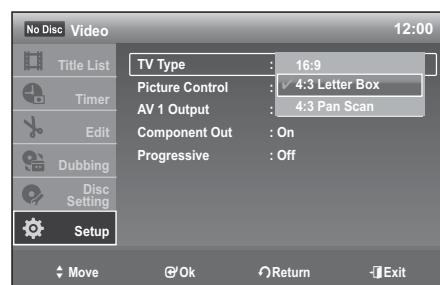 No Disc Video 12:00
Title List
Timer
Edit
Dubbing
Disc
Setting
Setup
TV Type :
Picture Control :
AV 1 Output :
Component Out : On
Progressive : Off
16:9
✓ 4:3 Letter Box
4:3 Pan Scan
Move Ok Return Exit